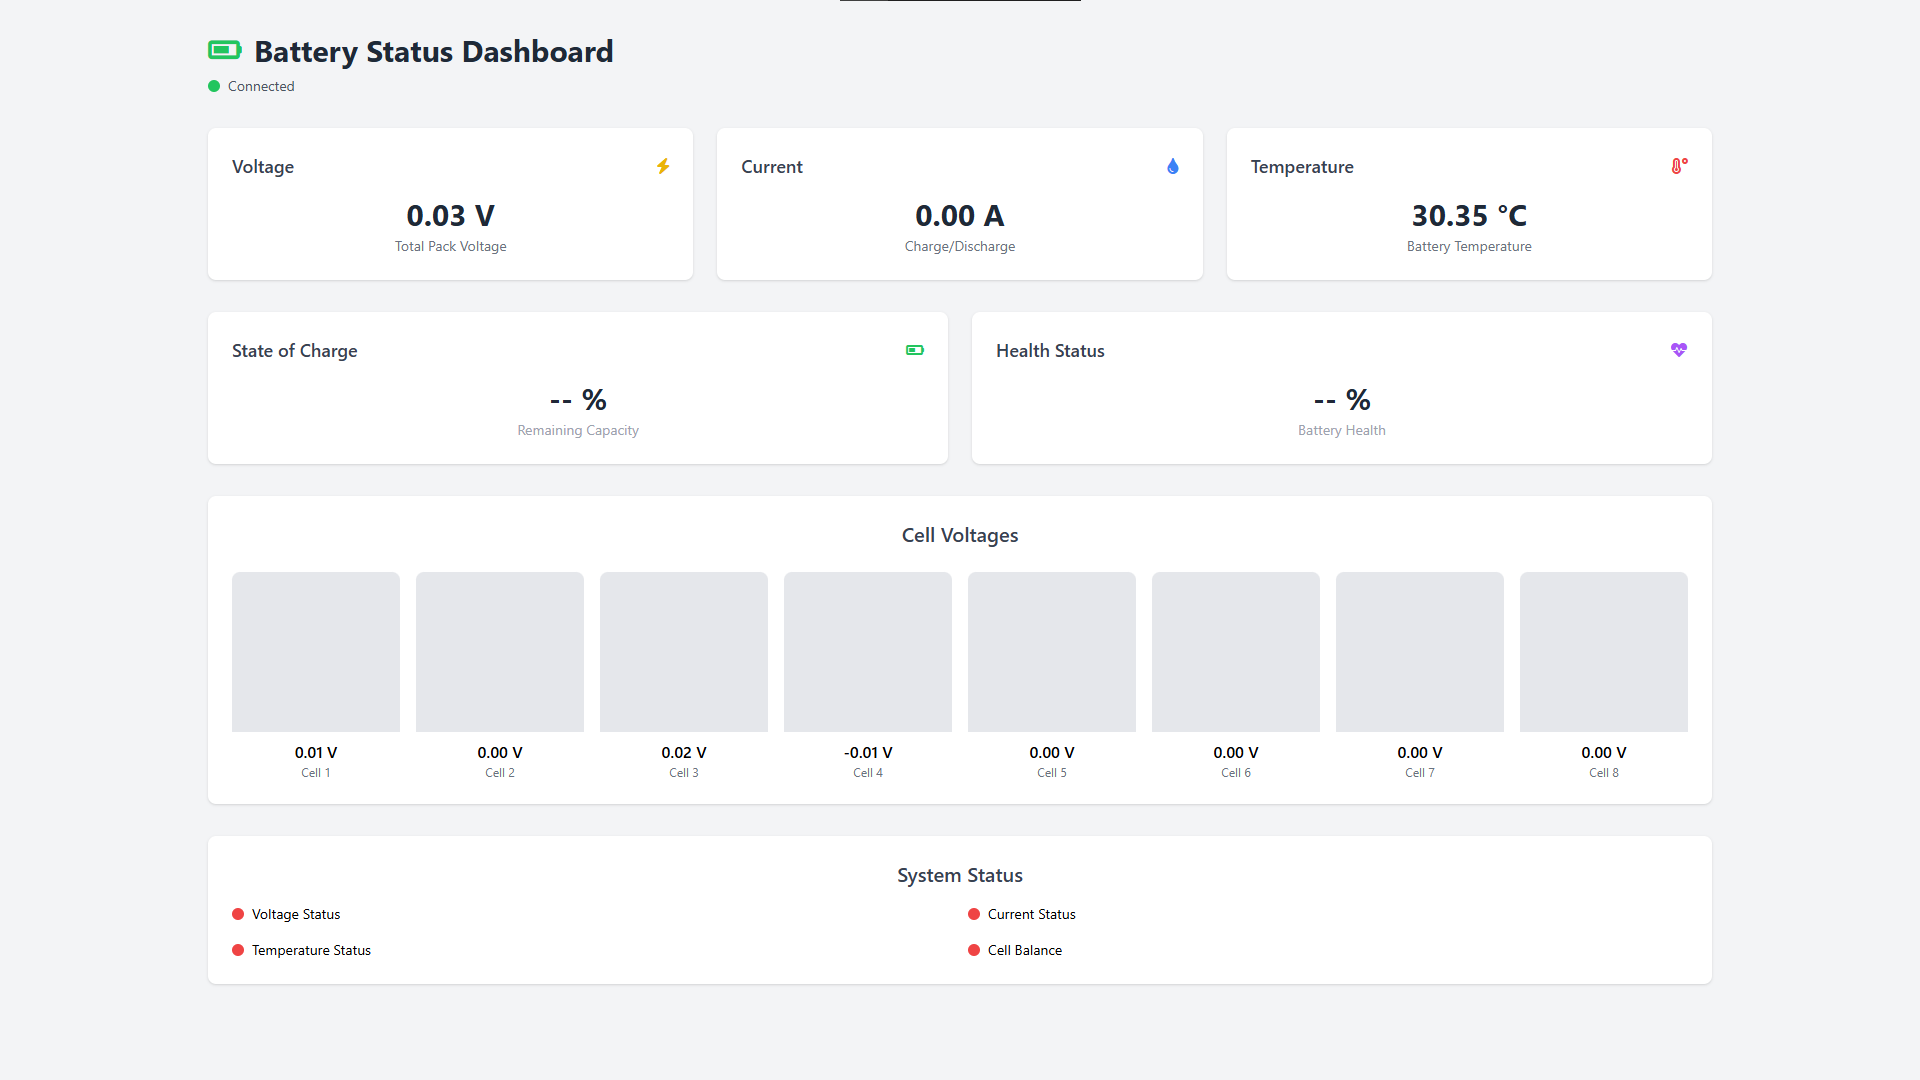 Battery Status Dashboard
Connected
Voltage
0.03 V
Total Pack Voltage
Current
0.00 A
Charge/Discharge
Temperature
30.35 °C
Battery Temperature
State of Charge
-- %
Remaining Capacity
Health Status
-- %
Battery Health
Cell Voltages
0.01 V
Cell 1
0.00 V
Cell 2
0.02 V
Cell 3
-0.01 V
Cell 4
0.00 V
Cell 5
0.00 V
Cell 6
0.00 V
Cell 7
0.00 V
Cell 8
System Status
Voltage Status
Current Status
Temperature Status
Cell Balance